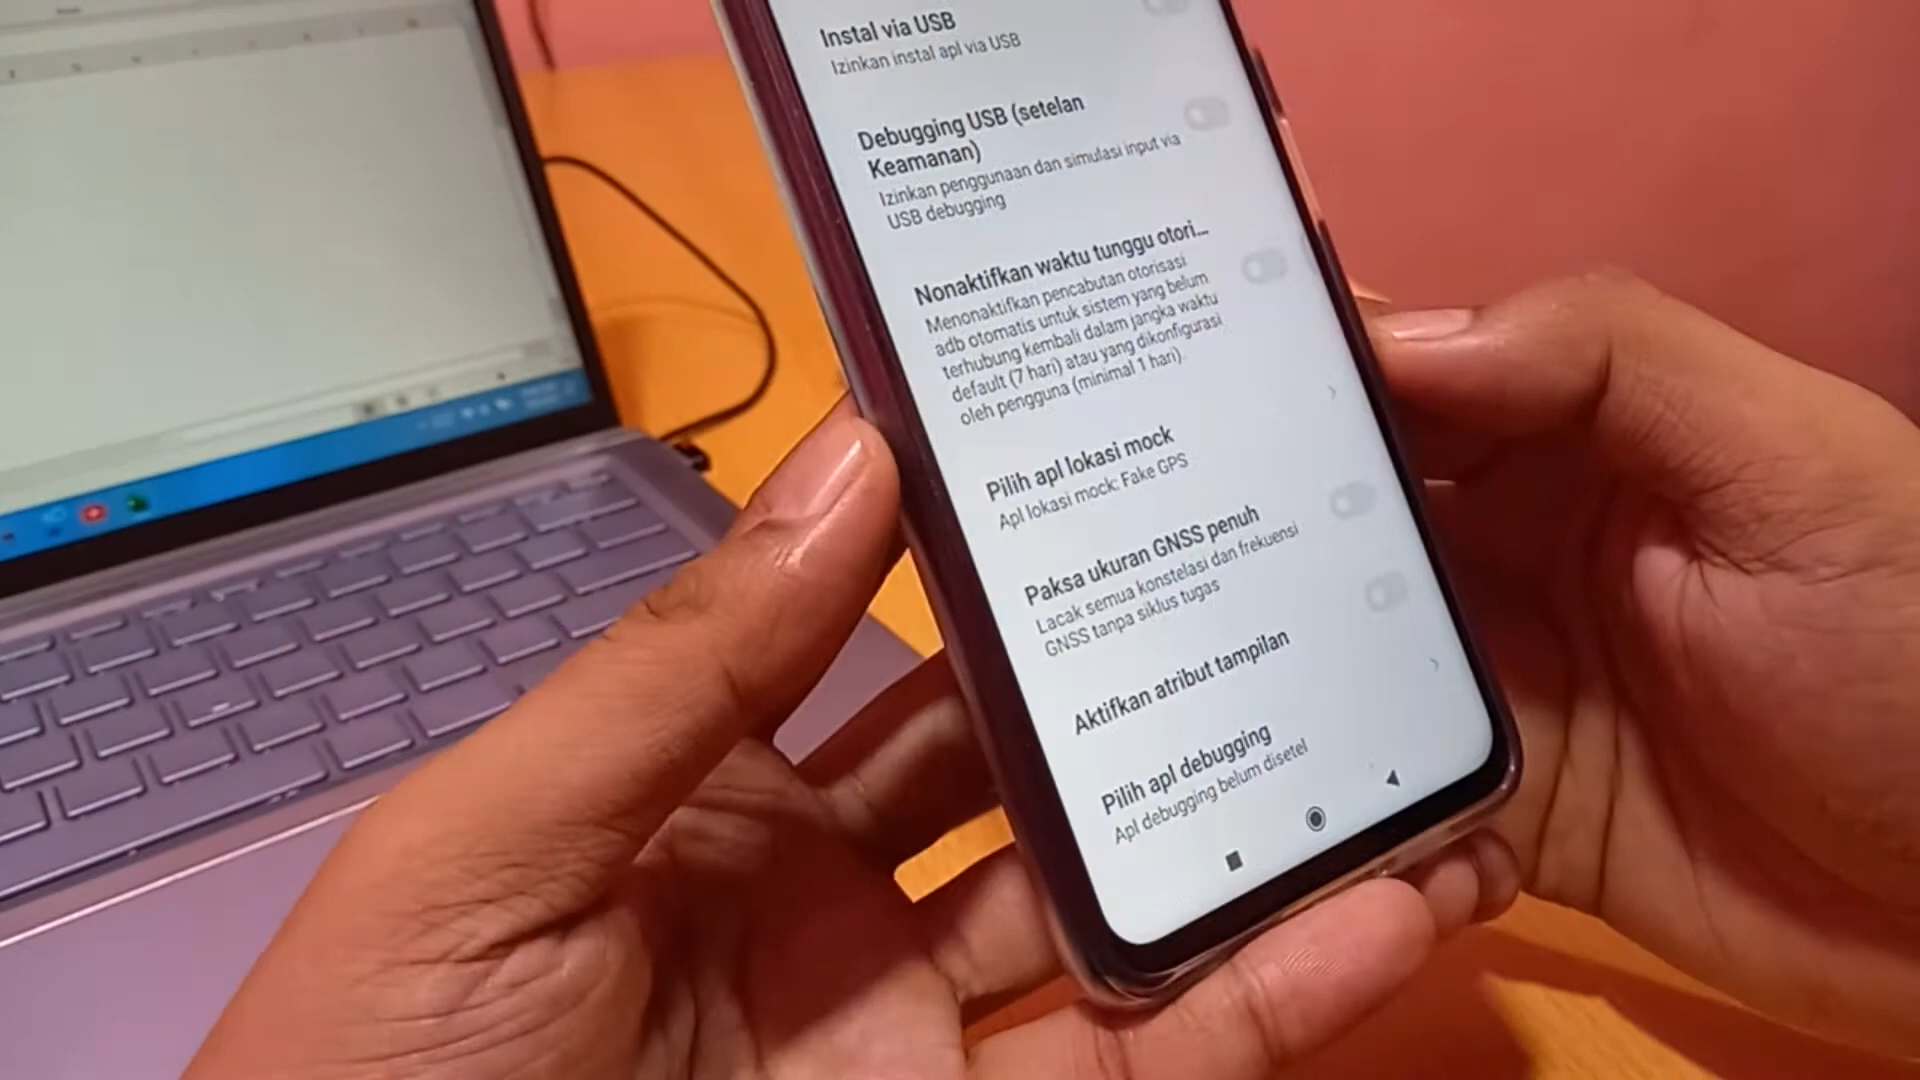 Instal via USB
Izinkan instal apl via USB
Debugging USB (setelan
Keamanan)
Izinkan penggunaan dan simulasi input via
USB debugging
Nonaktifkan waktu tunggu otori...
Menonaktifkan pencabutan otorisasi
adb otomatis untuk sistem yang belum
terhubung kembali dalam jangka waktu
default (7 hari) atau yang dikonfigurasi
oleh pengguna (minimal 1 hari).
Pilih apl lokasi mock
Apl lokasi mock: Fake GPS
Paksa ukuran GNSS penuh
Lacak semua konstelasi dan frekuensi
GNSS tanpa siklus tugas
Aktifkan atribut tampilan
Pilih apl debugging
Apl debugging belum disetel